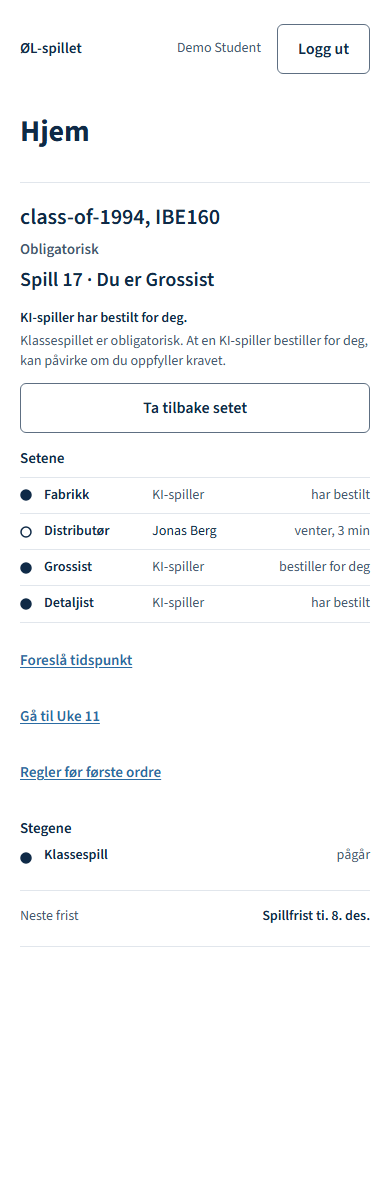 ØL-spillet
Demo Student
Logg ut
Hjem
class-of-1994, IBE160
Obligatorisk
Spill 17 · Du er Grossist
KI-spiller har bestilt for deg.
Klassespillet er obligatorisk. At en KI-spiller bestiller for deg,
kan påvirke om du oppfyller kravet.
Ta tilbake setet
Setene
Fabrikk KI-spiller har bestilt
Distributør Jonas Berg venter, 3 min
Grossist KI-spiller bestiller for deg
Detaljist KI-spiller har bestilt
Foreslå tidspunkt
Gå til Uke 11
Regler før første ordre
Stegene
Klassespill pågår
Neste frist Spillfrist ti. 8. des.